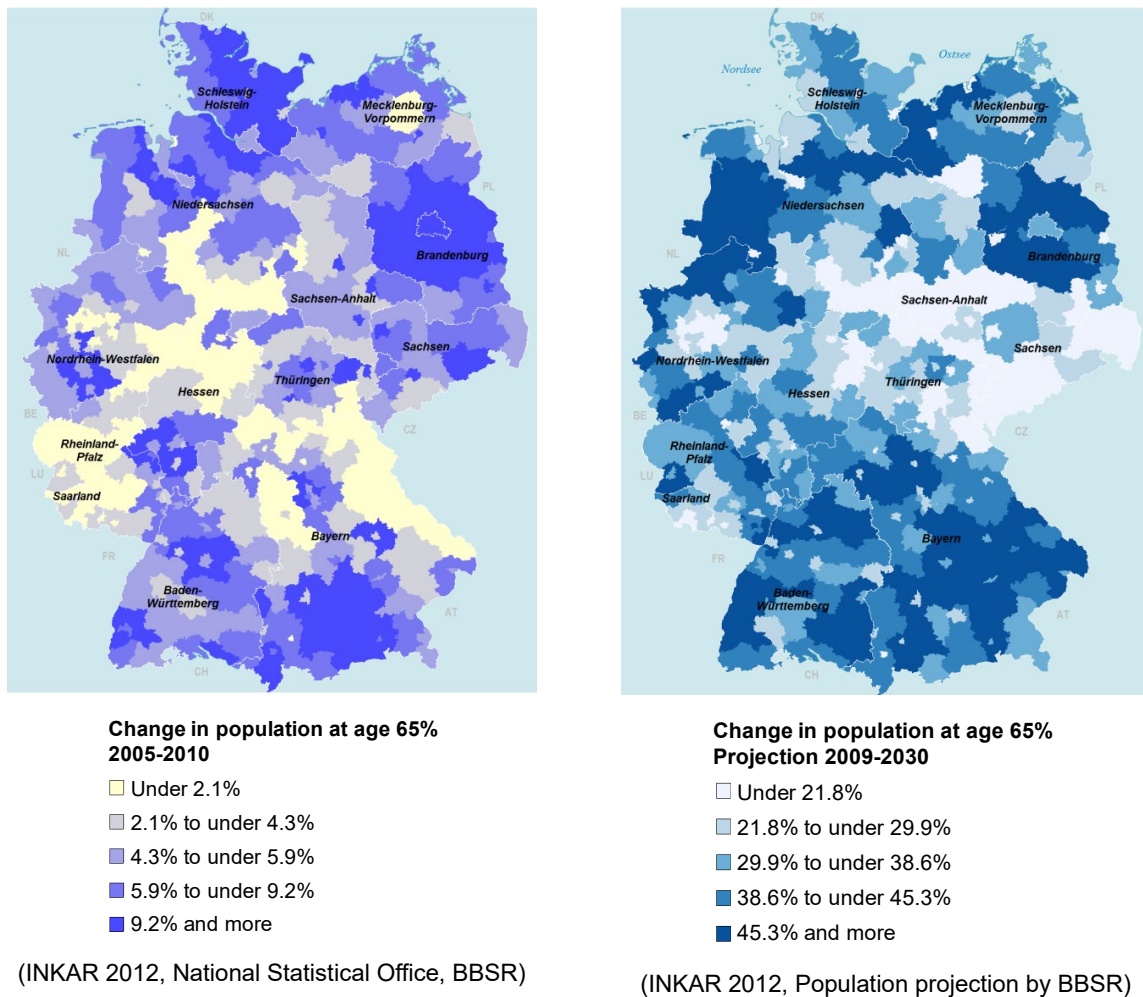 DK
Schleswig-
Holstein
Mecklenburg-
Vorpommern
PL
Niedersachsen
NL
Brandenburg
Sachsen-Anhalt
Nordrhein-Westfalen
Sachsen
Thüringen
Hessen
BE
CZ
Rheinland-
Pfalz
LU
Saarland
Bayern
FR
Baden-
Württemberg
AT
CH
Change in population at age 65%
2005-2010
Under 2.1%
2.1% to under 4.3%
4.3% to under 5.9%
5.9% to under 9.2%
9.2% and more
(INKAR 2012, National Statistical Office, BBSR)
DK
Nordsee
Ostsee
Schleswig-
Holstein
Mecklenburg-
Vorpommern
PL
Niedersachsen
NL
Brandenburg
Sachsen-Anhalt
Nordrhein-Westfalen
Sachsen
Thüringen
Hessen
BE
CZ
Rheinland-
Pfalz
LU
Saarland
Bayern
FR
Baden-
Württemberg
AT
CH
Change in population at age 65%
Projection 2009-2030
Under 21.8%
21.8% to under 29.9%
29.9% to under 38.6%
38.6% to under 45.3%
45.3% and more
(INKAR 2012, Population projection by BBSR)